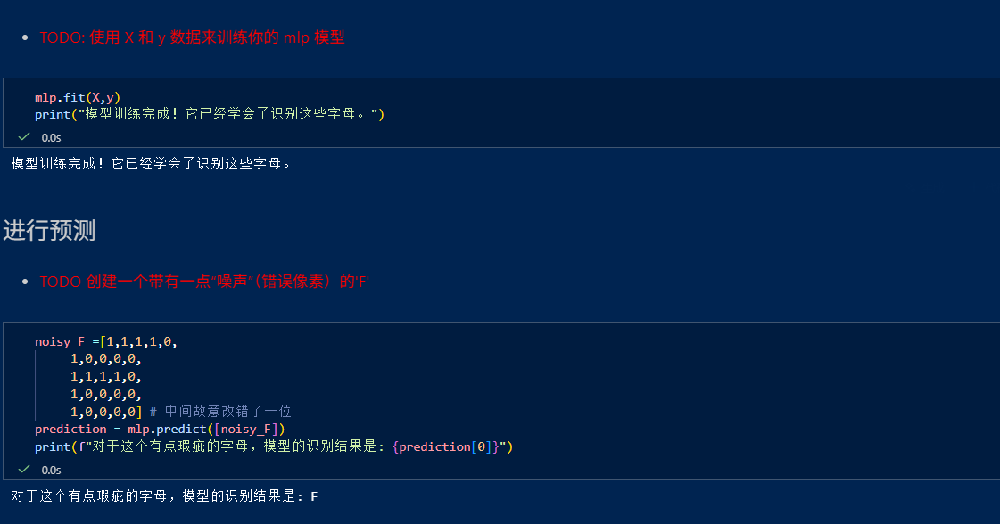 TODO: 使用 X 和 y 数据来训练你的 mlp 模型
mlp.fit(X,y)
print("模型训练完成！它已经学会了识别这些字母。")
0.0s
模型训练完成！它已经学会了识别这些字母。
进行预测
TODO 创建一个带有一点“噪声”（错误像素）的'F'
noisy_F =[1,1,1,1,0,
1,0,0,0,0,
1,1,1,1,0,
1,0,0,0,0,
1,0,0,0,0] # 中间故意改错了一位
prediction = mlp.predict([noisy_F])
print(f"对于这个有点瑕疵的字母，模型的识别结果是：{prediction[0]}")
0.0s
对于这个有点瑕疵的字母，模型的识别结果是：F